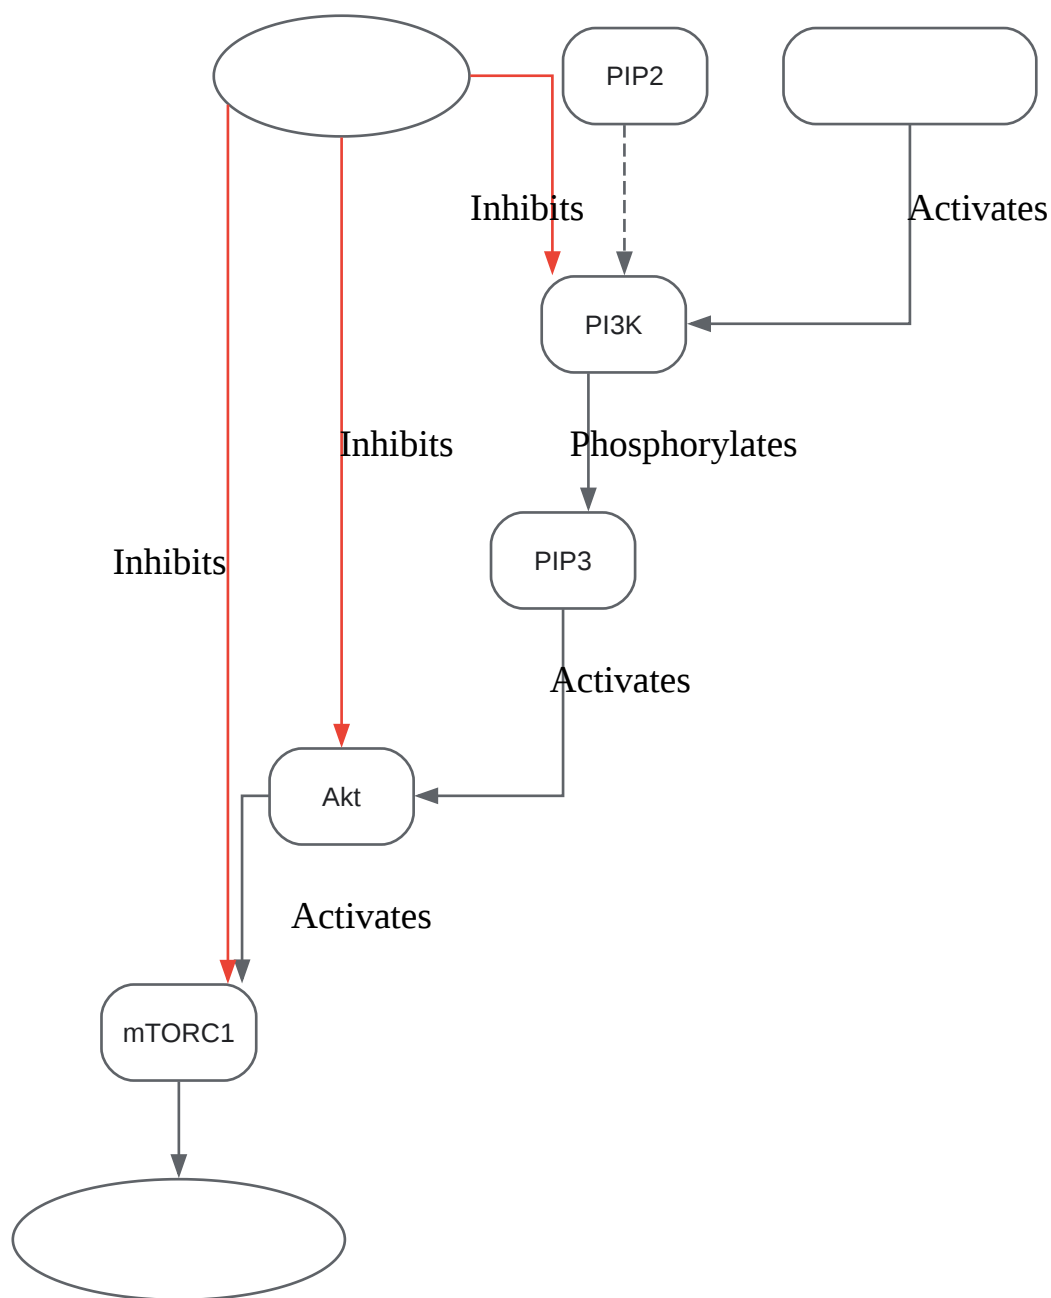 PIP2
Inhibits
Activates
PI3K
Inhibits
Phosphorylates
Inhibits
PIP3
Activates
Akt
Activates
mTORC1